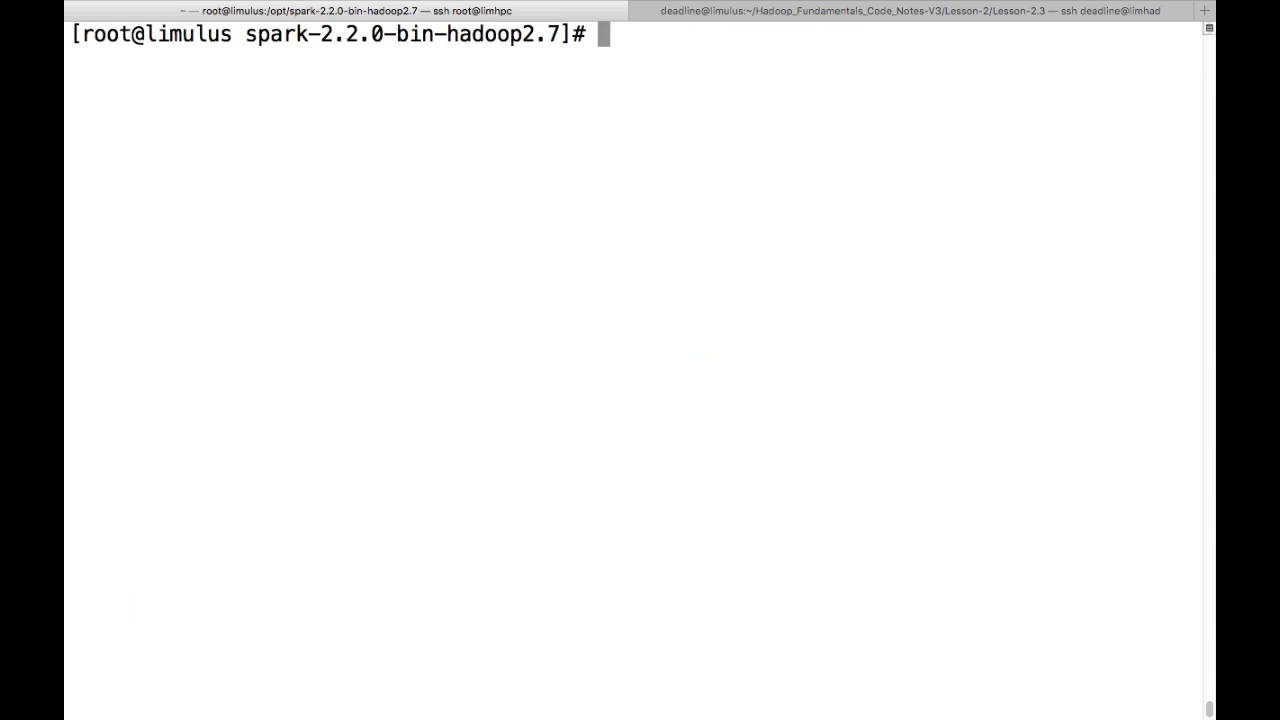 ~ — root@limulus:/opt/spark-2.2.0-bin-hadoop2.7 — ssh root@limhpc
deadline@limulus:~/Hadoop_Fundamentals_Code_Notes-V3/Lesson-2/Lesson-2.3 — ssh deadline@limhad
[root@limulus spark-2.2.0-bin-hadoop2.7]#